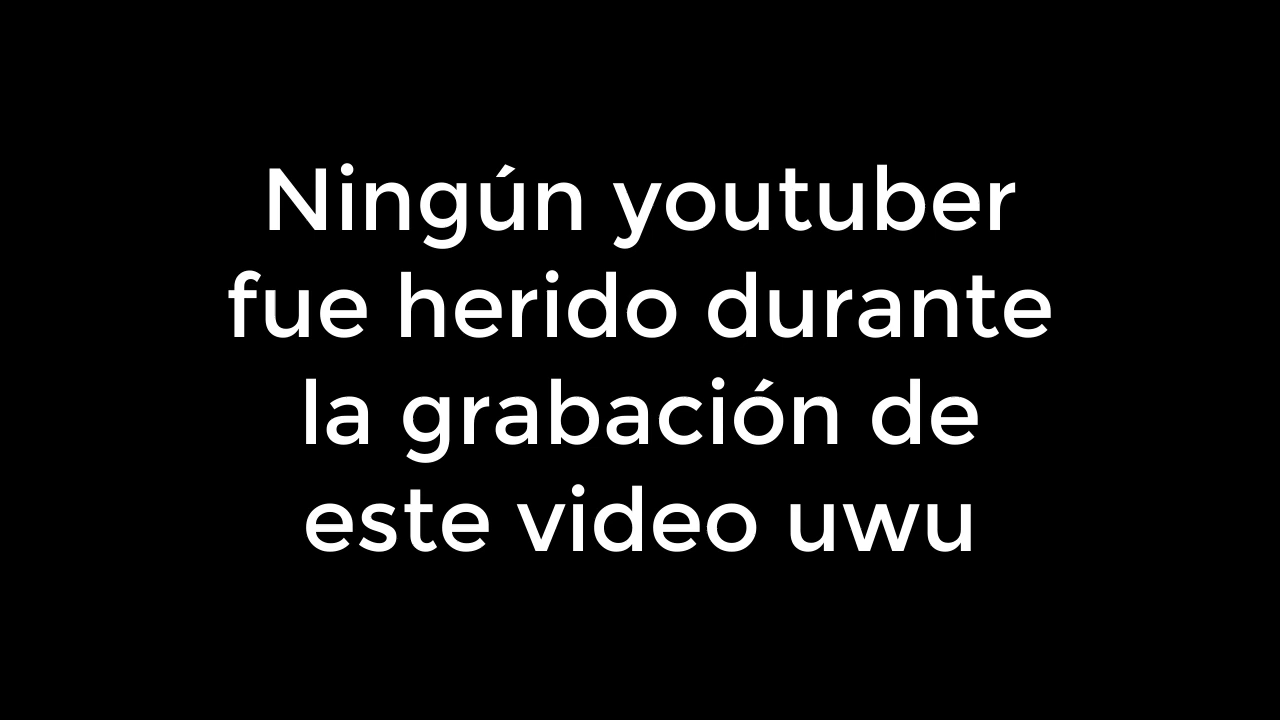 Ningún youtuber
fue herido durante
la grabación de
este video uwu